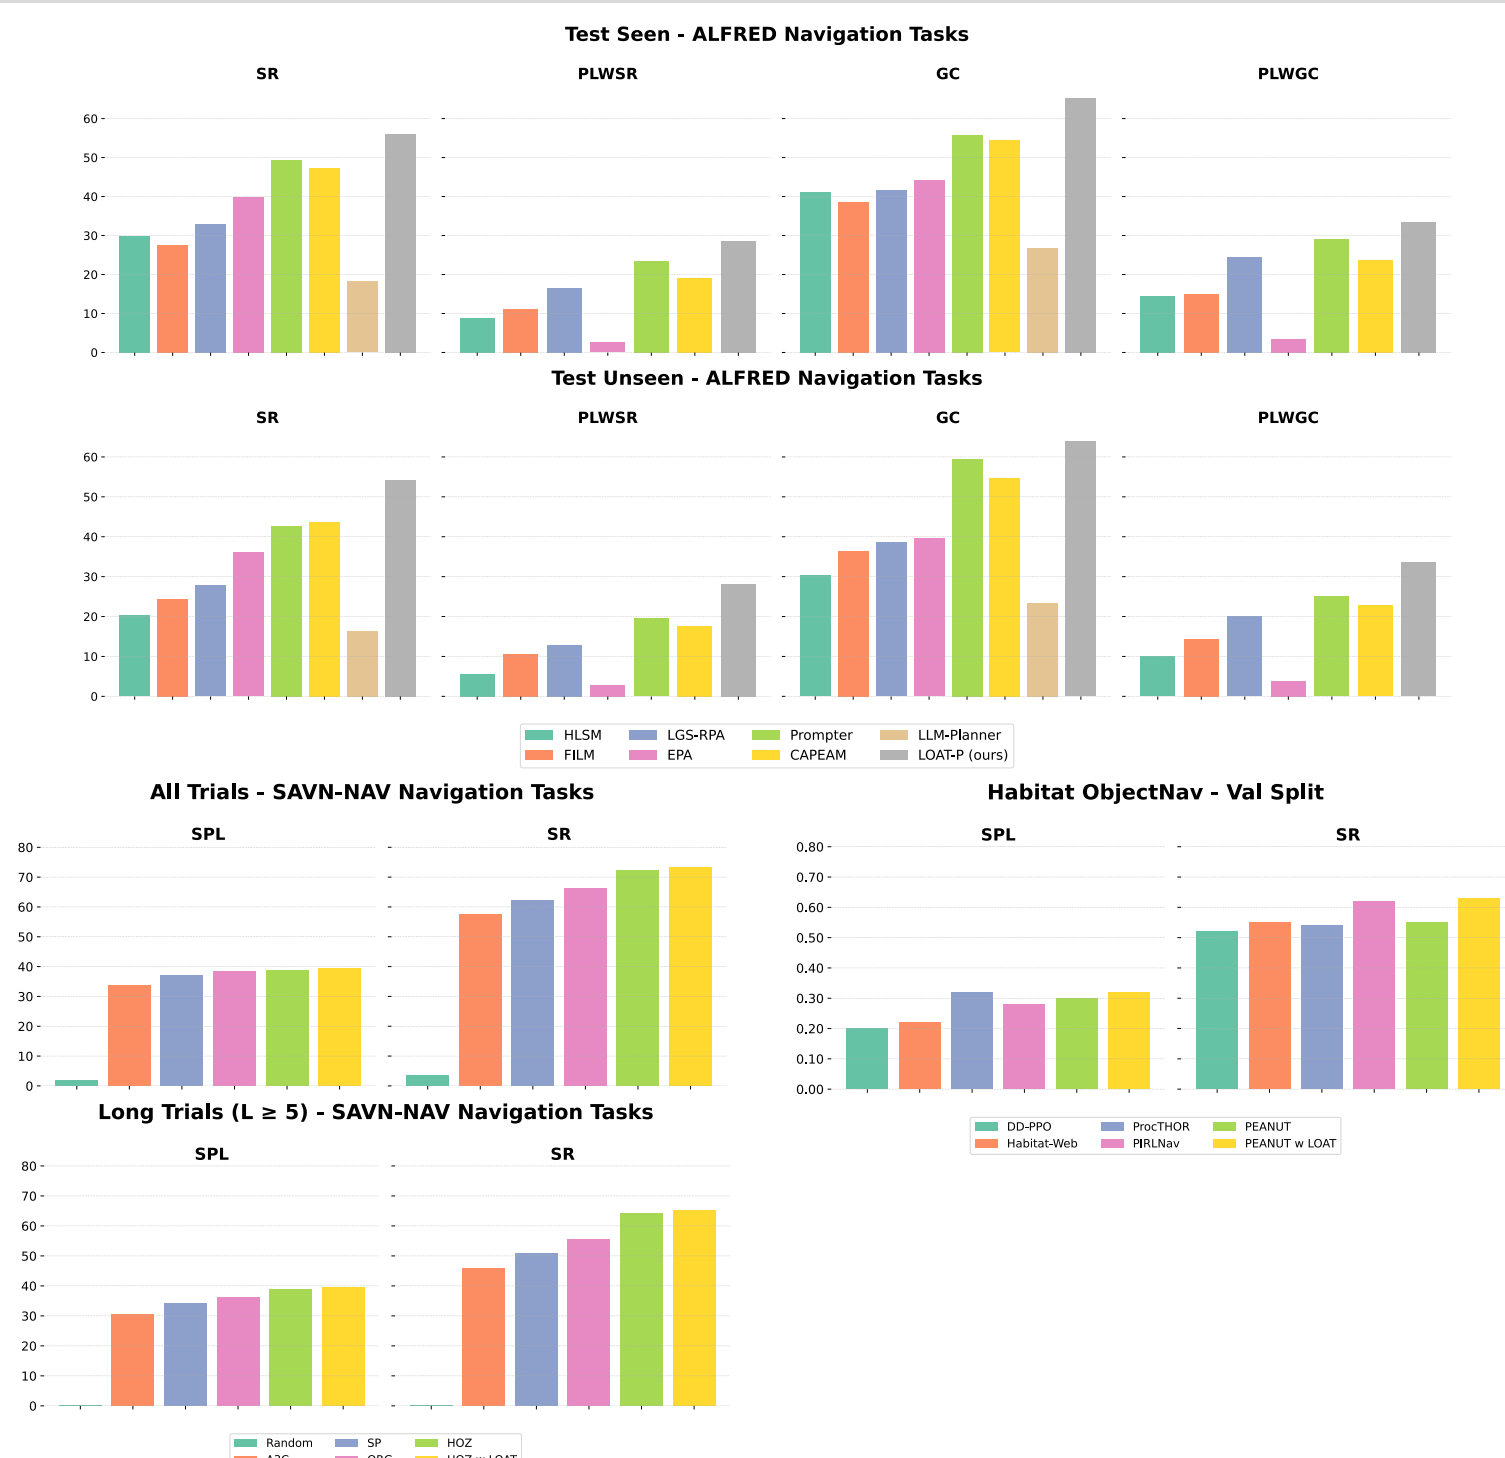 Test Seen - ALFRED Navigation Tasks
SR PLWSR GC PLWGC
60
50
40
30
20
10
0
Test Unseen - ALFRED Navigation Tasks
SR PLWSR GC PLWGC
60
50
40
30
20
10
0
HLSM LGS-RPA Prompter LLM-Planner
FILM EPA CAPEAM LOAT-P (ours)
All Trials - SAVN-NAV Navigation Tasks
SPL SR
80
70
60
50
40
30
20
10
0
Long Trials (L ≥ 5) - SAVN-NAV Navigation Tasks
SPL SR
80
70
60
50
40
30
20
10
0
Random SP HOZ
Habitat ObjectNav - Val Split
SPL SR
0.80
0.70
0.60
0.50
0.40
0.30
0.20
0.10
0.00
DD-PPO ProcTHOR PEANUT
Habitat-Web PIRLNav PEANUT w LOAT